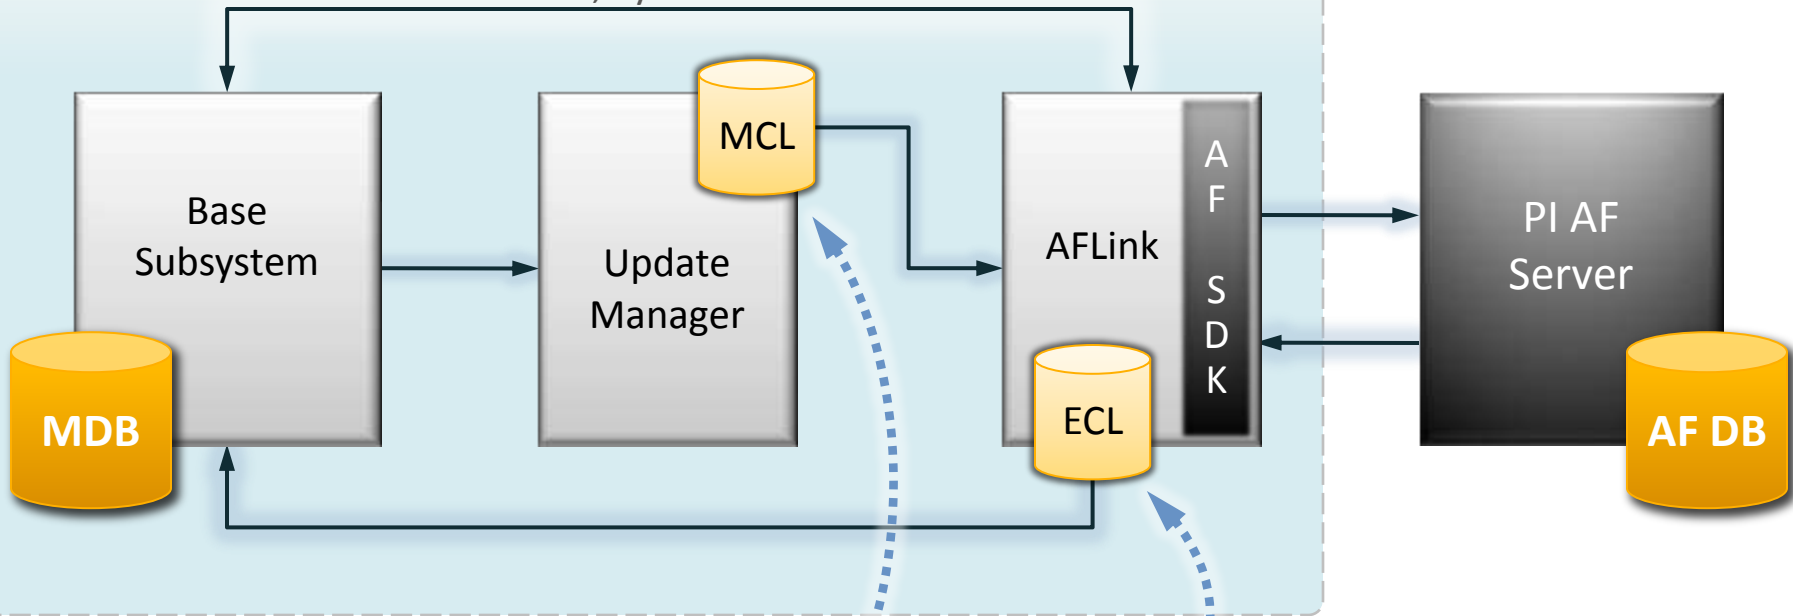 MCL
Base
Subsystem
Update
Manager
AFLink
A
F
S
D
K
PI AF
Server
MDB
ECL
AF DB